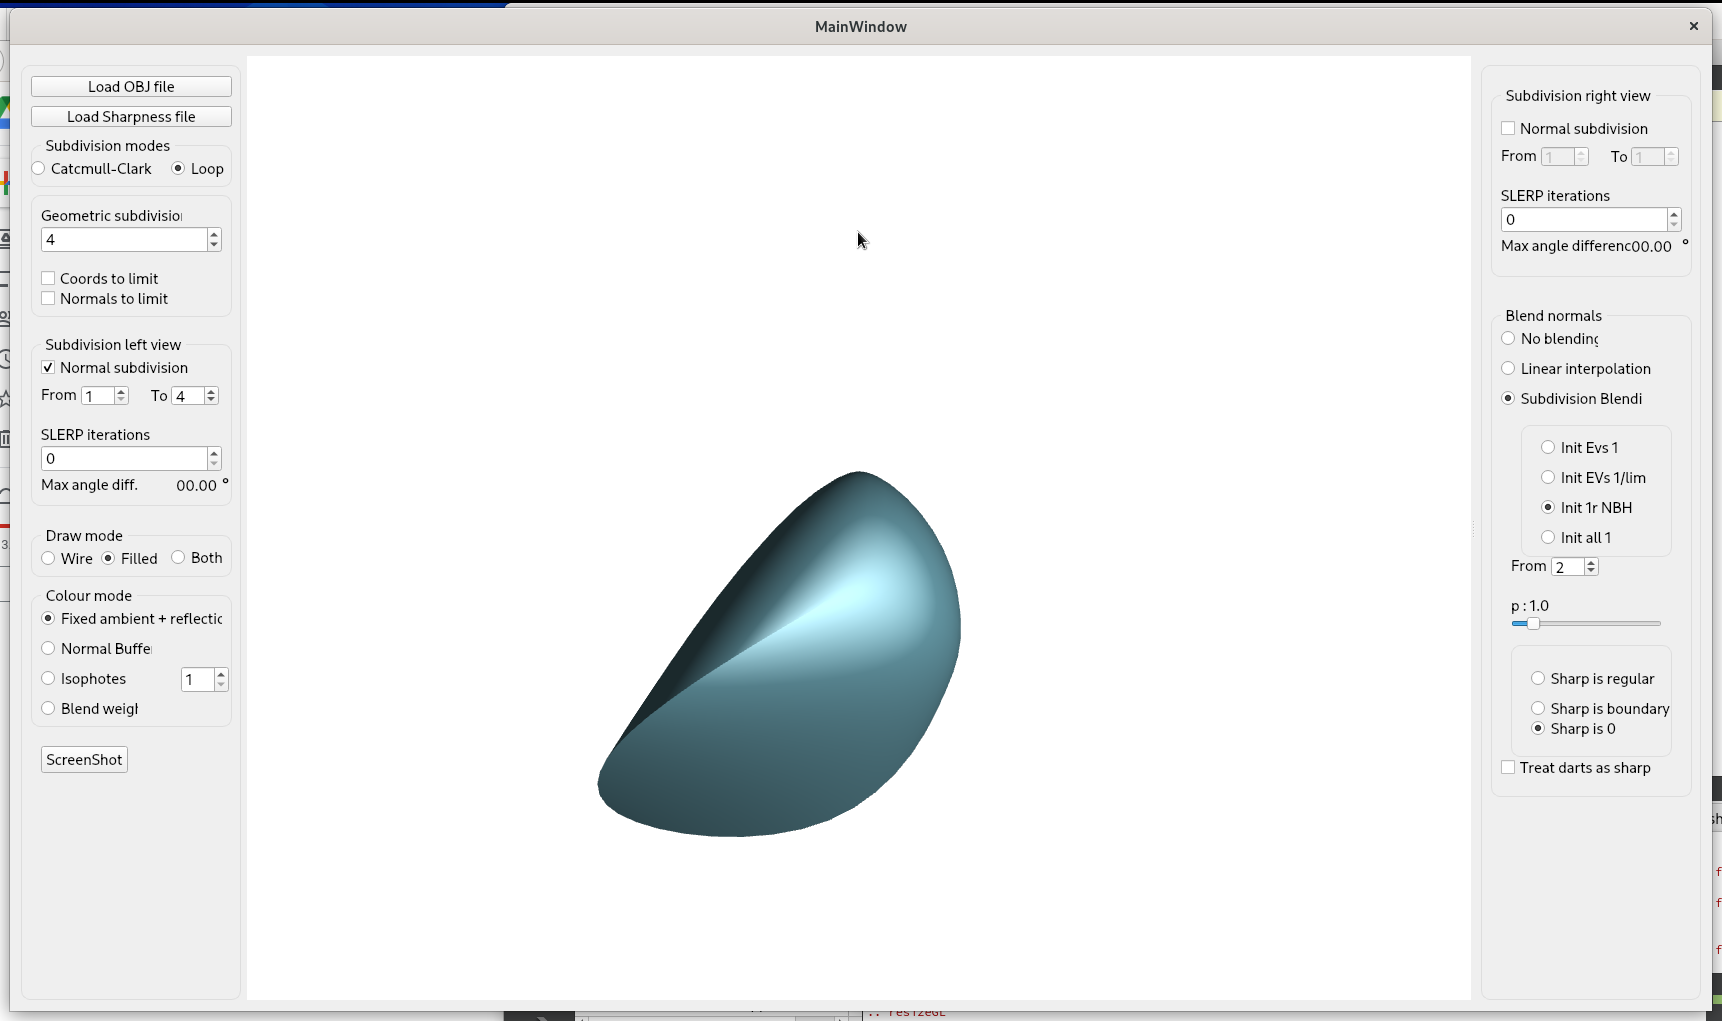 MainWindow
Load OBJ file
Load Sharpness file
Subdivision modes
Catcmull-Clark Loop
Geometric subdivisio
4
Coords to limit
Normals to limit
Subdivision left view
Normal subdivision
From 1 To 4
SLERP iterations
0
Max angle diff. 00.00 °
Draw mode
Wire Filled Both
Colour mode
Fixed ambient + reflectic
Normal Buffe
Isophotes 1
Blend weigh
ScreenShot
Subdivision right view
Normal subdivision
From 1 To 1
SLERP iterations
0
Max angle differenc00.00 °
Blend normals
No blending
Linear interpolation
Subdivision Blendi
Init Evs 1
Init EVs 1/lim
Init 1r NBH
Init all 1
From 2
p : 1.0
Sharp is regular
Sharp is boundary
Sharp is 0
Treat darts as sharp